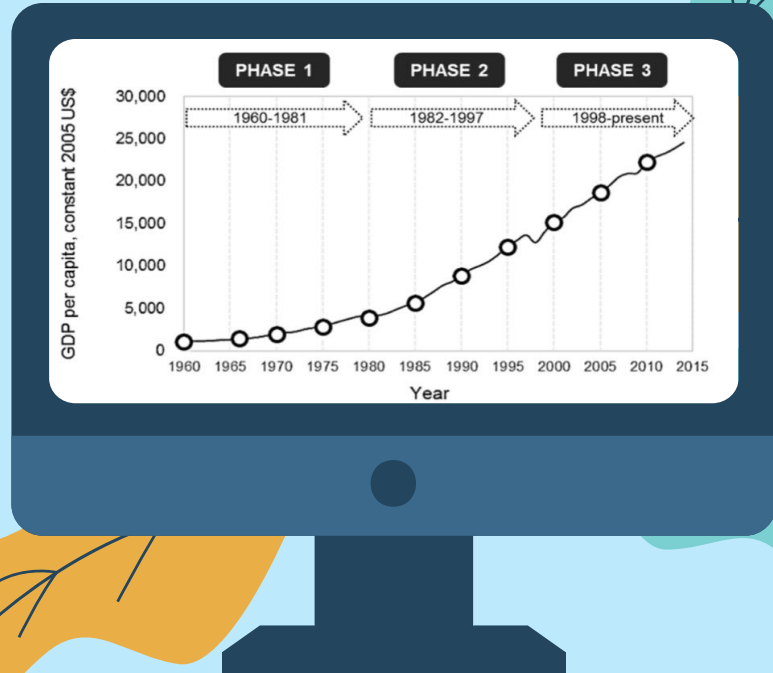 PHASE 1 PHASE 2 PHASE 3
GDP per capita, constant 2005 US$
30,000
1960-1981 1982-1997 1998-present
25,000
20,000
15,000
10,000
5,000
0
1960 1965 1970 1975 1980 1985 1990 1995 2000 2005 2010 2015
Year